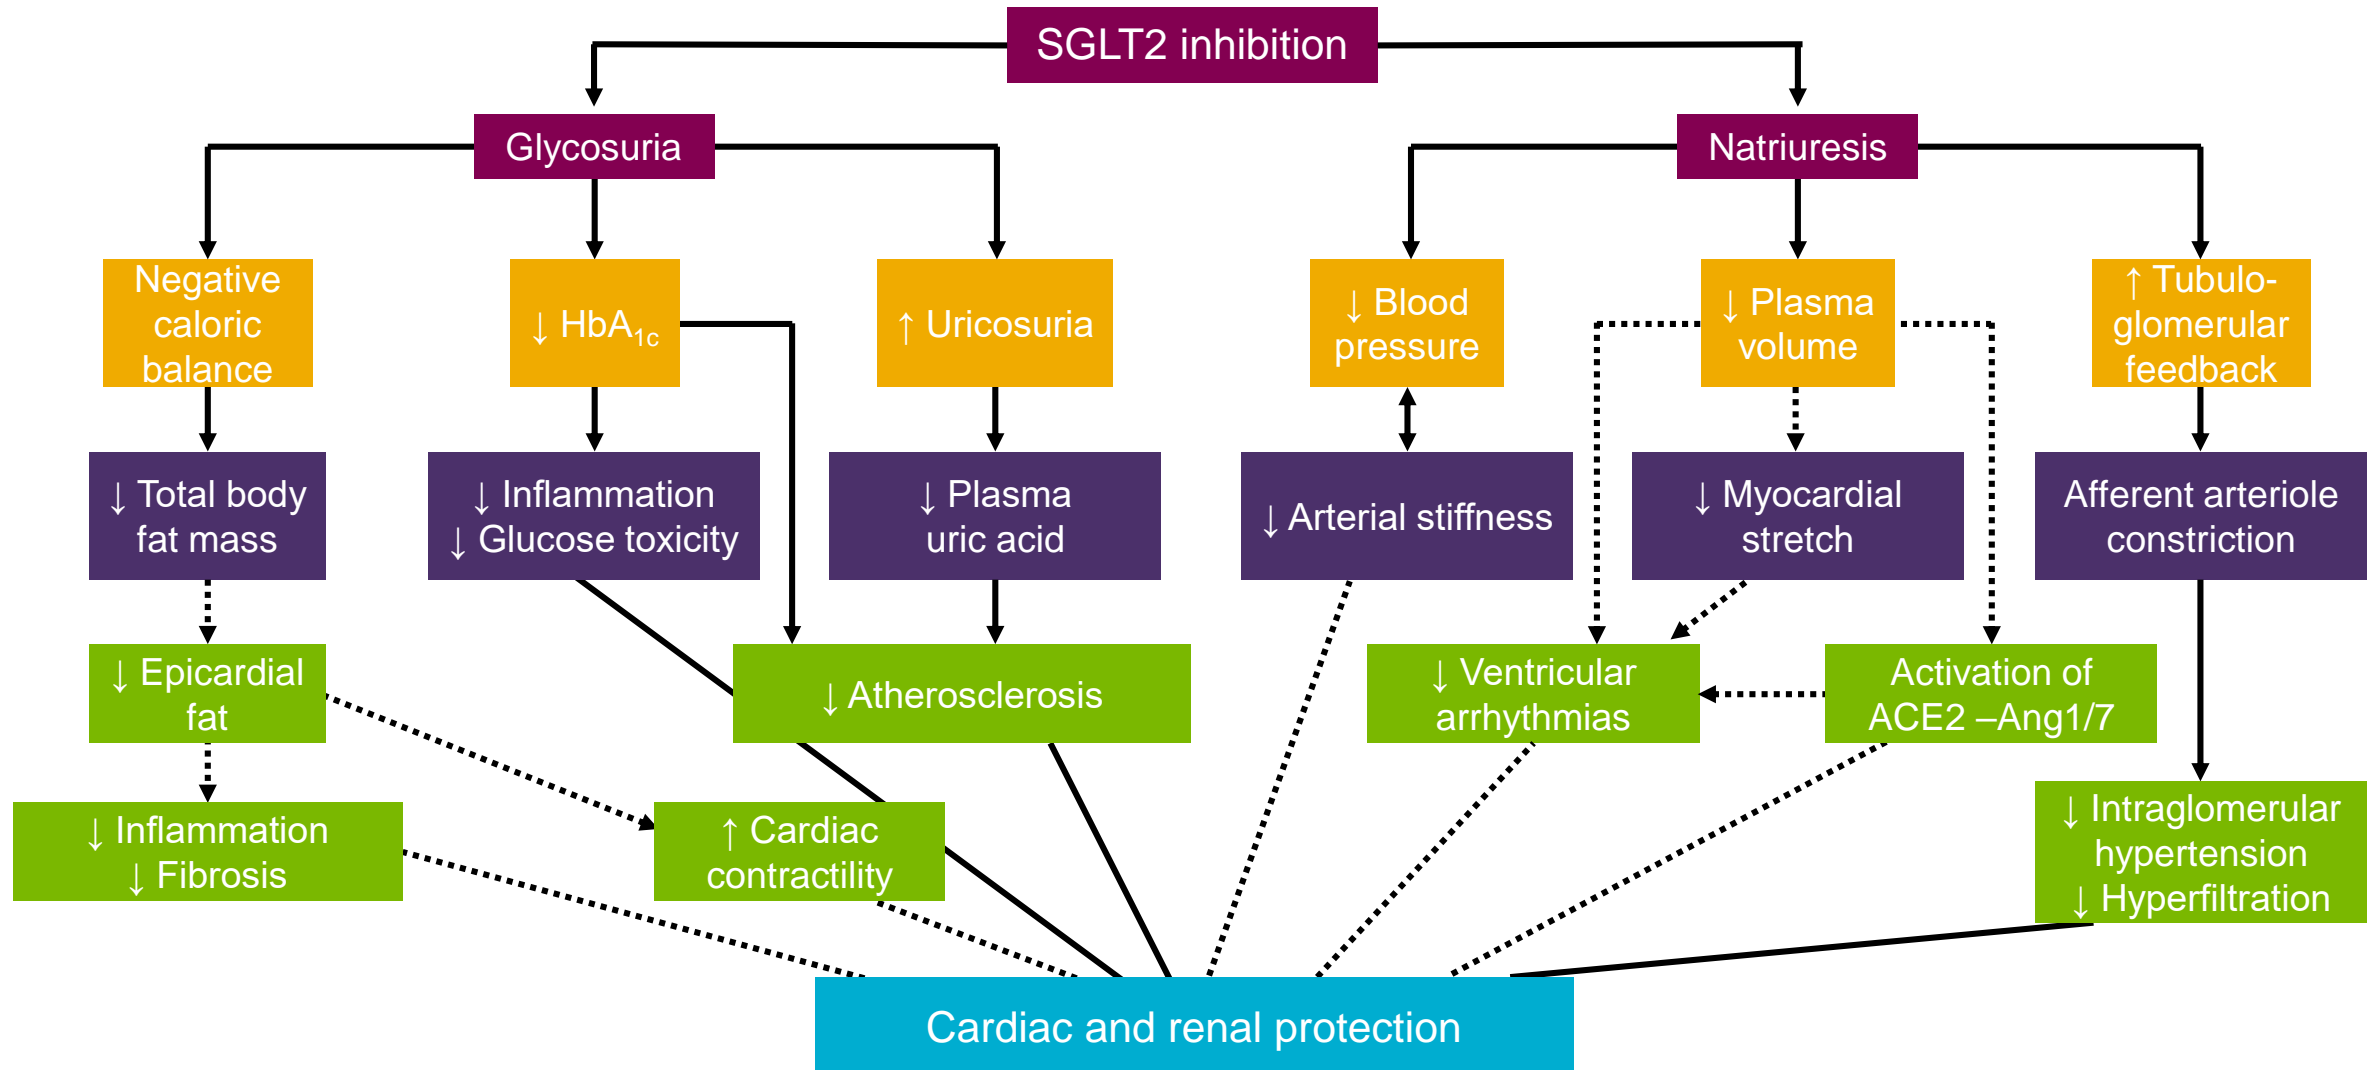 SGLT2 inhibition
Glycosuria
Natriuresis
Negative
caloric
balance
↓ HbA1c
↑ Uricosuria
↓ Blood
pressure
↓ Plasma
volume
↑ Tubulo-
glomerular
feedback
↓ Total body
fat mass
↓ Inflammation
↓ Glucose toxicity
↓ Plasma
uric acid
↓ Arterial stiffness
↓ Myocardial
stretch
Afferent arteriole
constriction
↓ Epicardial
fat
↓ Atherosclerosis
↓ Ventricular
arrhythmias
Activation of
ACE2 –Ang1/7
↓ Inflammation
↓ Fibrosis
↑ Cardiac
contractility
↓ Intraglomerular
hypertension
↓ Hyperfiltration
Cardiac and renal protection